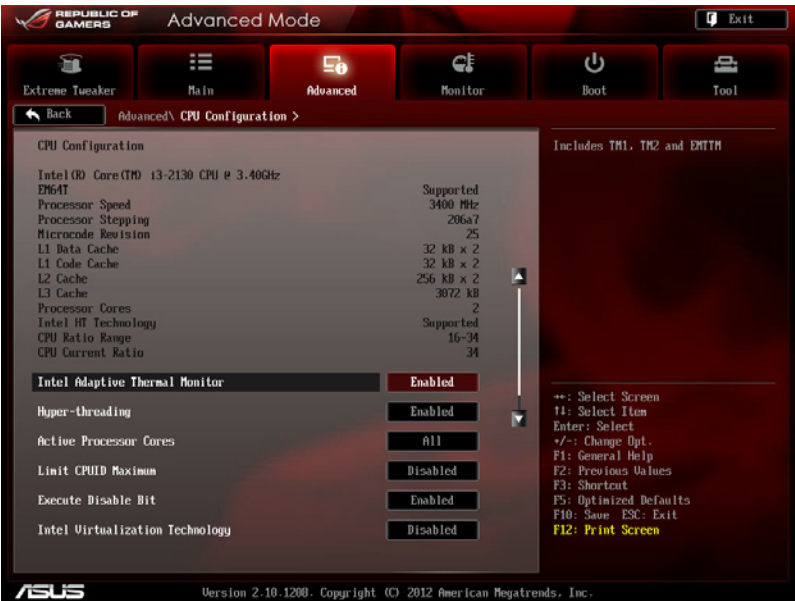 REPUBLIC OF
GAMERS
Advanced Mode
Exit
Extreme Tweaker
Main
Advanced
Monitor
Boot
Tool
Back
Advanced\ CPU Configuration >
CPU Configuration
Includes TM1, TM2 and EMTTM
Intel(R) Core(TM) i3-2130 CPU @ 3.40GHz
EM64T Supported
Processor Speed 3400 MHz
Processor Stepping 206a7
Microcode Revision 25
L1 Data Cache 32 kB x 2
L1 Code Cache 32 kB x 2
L2 Cache 256 kB x 2
L3 Cache 3072 kB
Processor Cores 2
Intel HT Technology Supported
CPU Ratio Range 16-34
CPU Current Ratio 34
Intel Adaptive Thermal Monitor Enabled
Hyper-threading Enabled
Active Processor Cores All
Limit CPUID Maximum Disabled
Execute Disable Bit Enabled
Intel Virtualization Technology Disabled
→←: Select Screen
↑↓: Select Item
Enter: Select
+/-: Change Opt.
F1: General Help
F2: Previous Values
F3: Shortcut
F5: Optimized Defaults
F10: Save ESC: Exit
F12: Print Screen
ASUS
Version 2.10.1208. Copyright (C) 2012 American Megatrends, Inc.